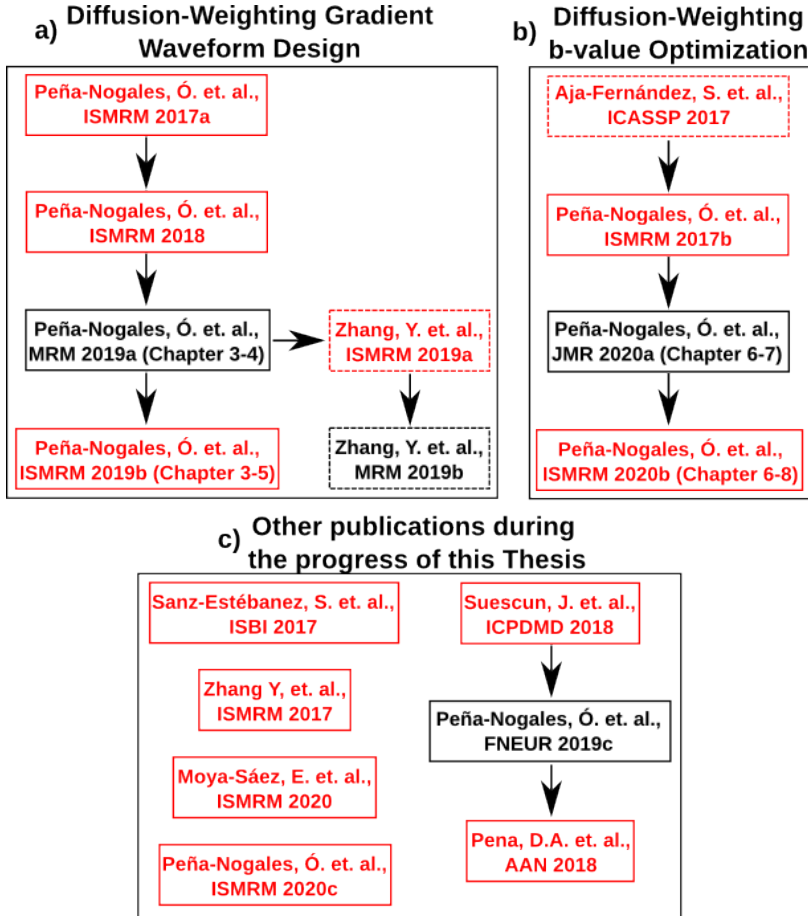 a) Diffusion-Weighting Gradient
Waveform Design
Peña-Nogales, Ó. et. al.,
ISMRM 2017a
Peña-Nogales, Ó. et. al.,
ISMRM 2018
Peña-Nogales, Ó. et. al.,
MRM 2019a (Chapter 3-4)
Zhang, Y. et. al.,
ISMRM 2019a
Peña-Nogales, Ó. et. al.,
ISMRM 2019b (Chapter 3-5)
Zhang, Y. et. al.,
MRM 2019b
b) Diffusion-Weighting
b-value Optimization
Aja-Fernández, S. et. al.,
ICASSP 2017
Peña-Nogales, Ó. et. al.,
ISMRM 2017b
Peña-Nogales, Ó. et. al.,
JMR 2020a (Chapter 6-7)
Peña-Nogales, Ó. et. al.,
ISMRM 2020b (Chapter 6-8)
c) Other publications during
the progress of this Thesis
Sanz-Estébanez, S. et. al.,
ISBI 2017
Zhang Y, et. al.,
ISMRM 2017
Moya-Sáez, E. et. al.,
ISMRM 2020
Peña-Nogales, Ó. et. al.,
ISMRM 2020c
Suescun, J. et. al.,
ICPDMD 2018
Peña-Nogales, Ó. et. al.,
FNEUR 2019c
Pena, D.A. et. al.,
AAN 2018